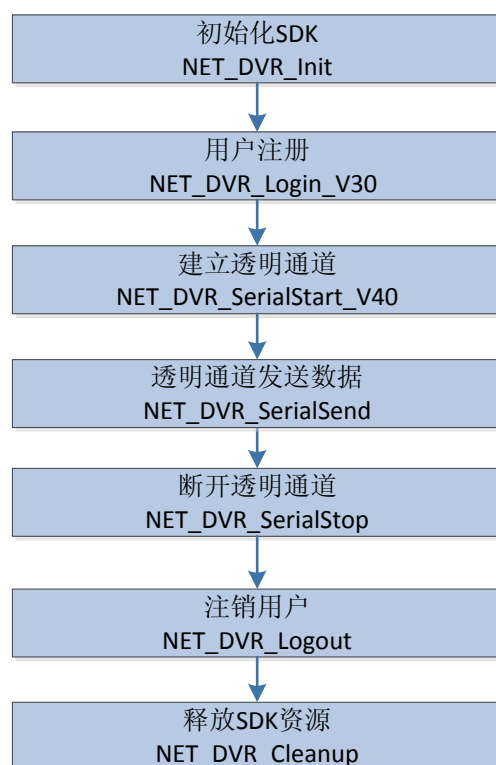 初始化SDK
NET_DVR_Init
用户注册
NET_DVR_Login_V30
建立透明通道
NET_DVR_SerialStart_V40
透明通道发送数据
NET_DVR_SerialSend
断开透明通道
NET_DVR_SerialStop
注销用户
NET_DVR_Logout
释放SDK资源
NET_DVR_Cleanup